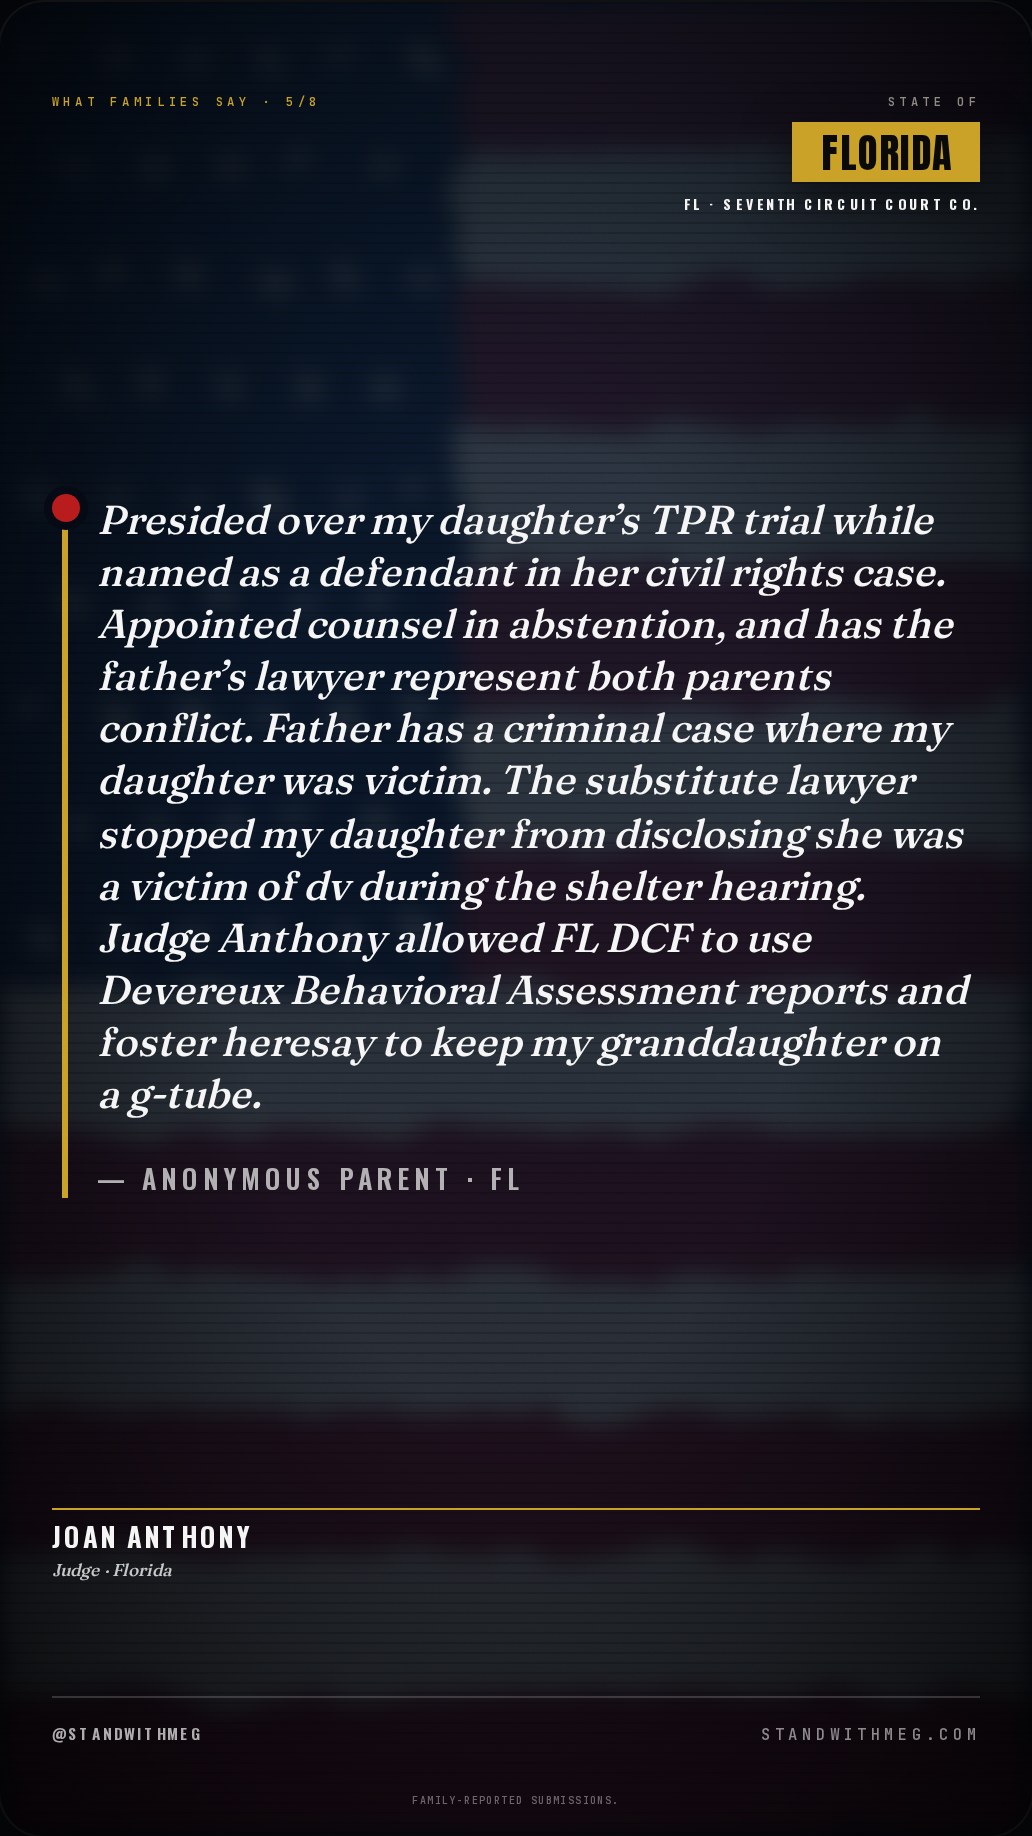 WHAT FAMILIES SAY · 5/8
STATE OF
FLORIDA
FL · SEVENTH CIRCUIT COURT CO.
Presided over my daughter’s TPR trial while
named as a defendant in her civil rights case.
Appointed counsel in abstention, and has the
father’s lawyer represent both parents
conflict. Father has a criminal case where my
daughter was victim. The substitute lawyer
stopped my daughter from disclosing she was
a victim of dv during the shelter hearing.
Judge Anthony allowed FL DCF to use
Devereux Behavioral Assessment reports and
foster heresay to keep my granddaughter on
a g-tube.
— ANONYMOUS PARENT · FL
JOAN ANTHONY
Judge · Florida
@STANDWITHMEG
STANDWITHMEG.COM
FAMILY-REPORTED SUBMISSIONS.